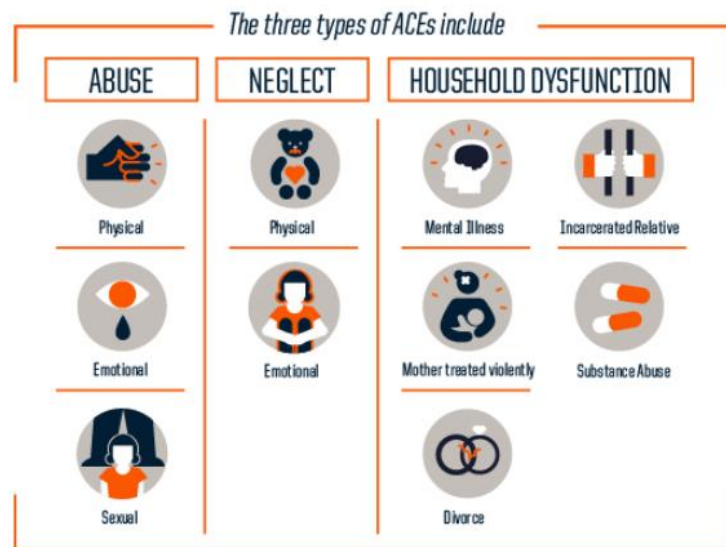 The three types of ACEs include
ABUSE
NEGLECT
HOUSEHOLD DYSFUNCTION
Physical
Physical
Mental Illness
Incarcerated Relative
Emotional
Emotional
Mother treated violently
Substance Abuse
Sexual
Divorce